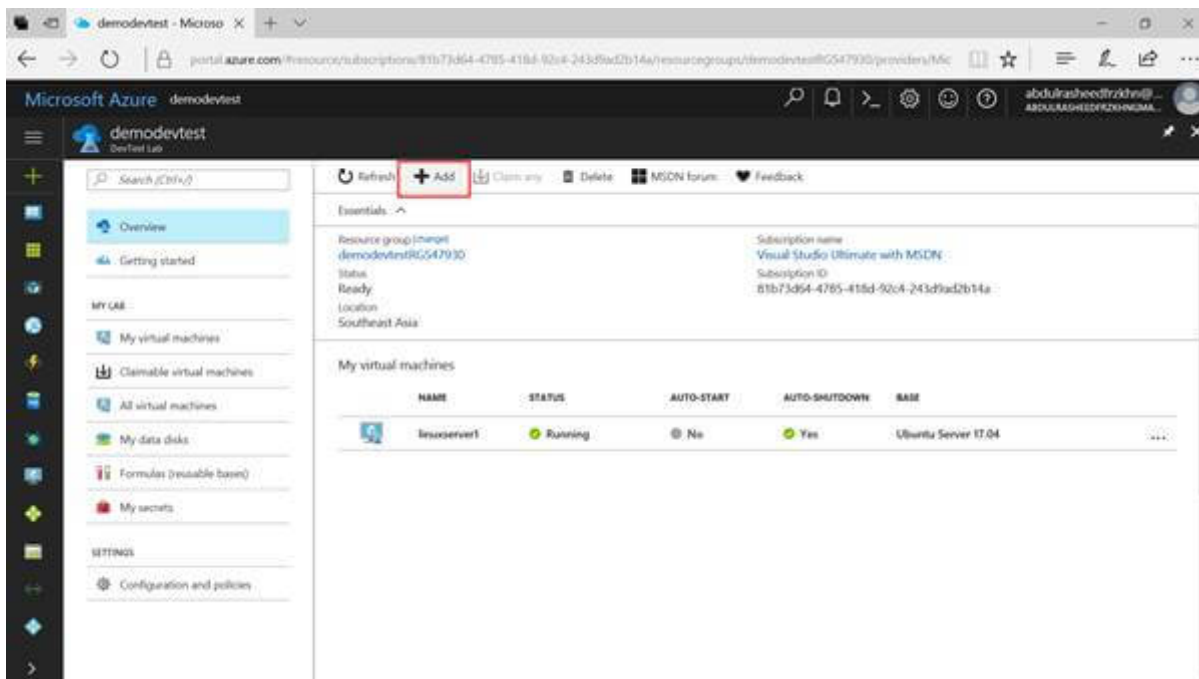 demodevtest - Microso
portal.azure.com
Microsoft Azure demodevtest
demodevtest
DevTest Lab
Search (Ctrl+/)
Overview
Getting started
MY LAB
My virtual machines
Claimable virtual machines
All virtual machines
My data disks
Formulas (reusable bases)
My secrets
SETTINGS
Configuration and policies
Refresh Add Claim any Delete MSDN forum Feedback
Essentials
Resource group (change)
demodevtestRG547930
Status
Ready
Location
Southeast Asia
Subscription name
Visual Studio Ultimate with MSDN
Subscription ID
81b73d64-4785-418d-92c4-243d9ad2b14a
My virtual machines
NAME STATUS AUTO-START AUTO-SHUTDOWN BASE
linuxserver1 Running No Yes Ubuntu Server 17.04